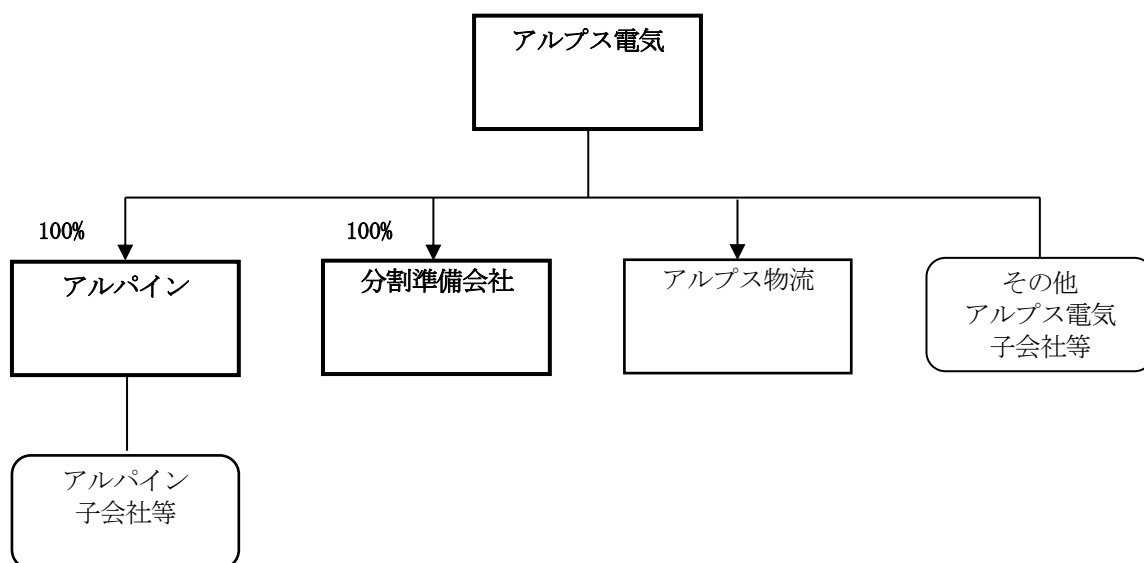 アルプス電気
100%
100%
アルパイン
分割準備会社
アルプス物流
その他
アルプス電気
子会社等
アルパイン
子会社等